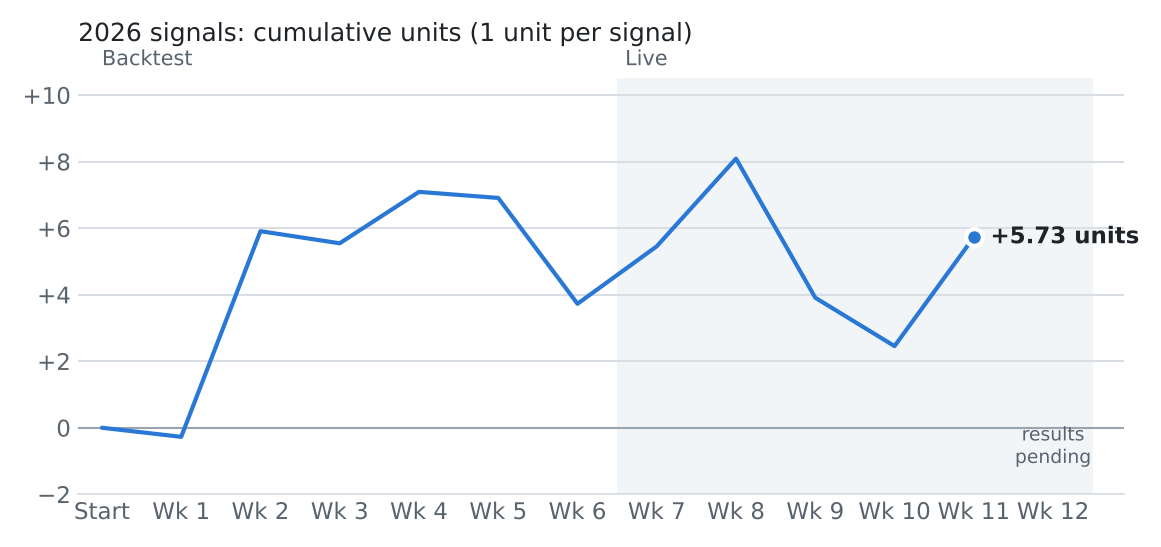 2026 signals: cumulative units (1 unit per signal)
Backtest Live
+10
+8
+6
+5.73 units
+4
+2
0
results
pending
−2
Start Wk 1 Wk 2 Wk 3 Wk 4 Wk 5 Wk 6 Wk 7 Wk 8 Wk 9 Wk 10 Wk 11 Wk 12